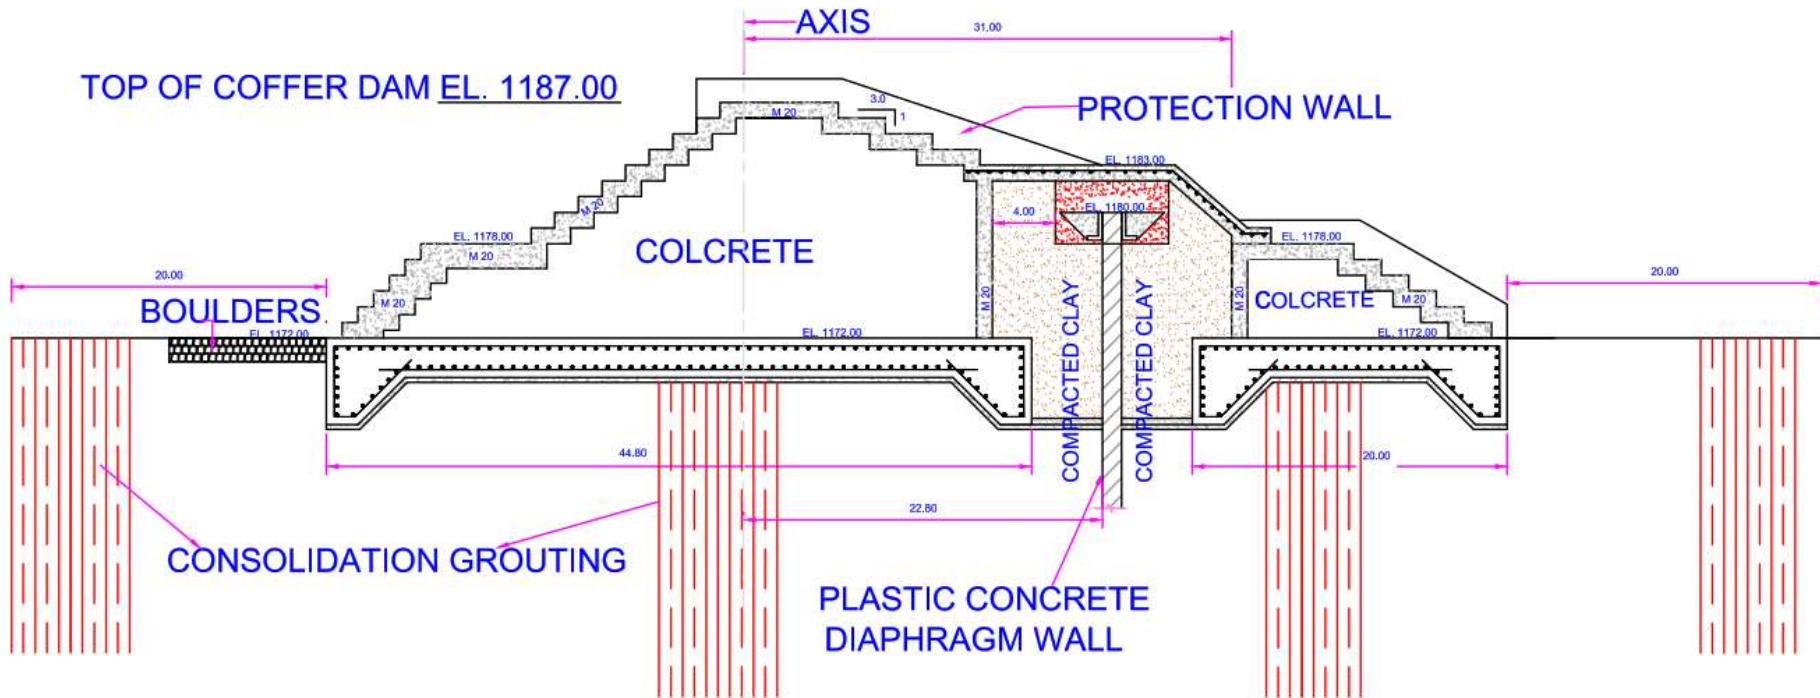 AXIS
31.00
TOP OF COFFER DAM EL. 1187.00
3.0
1
PROTECTION WALL
M 20
EL. 1183.00
M 20
4.00
EL. 1180.00
EL. 1178.00
M 20
COLCRETE
EL. 1178.00
20.00
20.00
BOULDERS
M 20
M 20
COMPACTED CLAY
COMPACTED CLAY
M 20
COLCRETE
M 20
EL. 1172.00
EL. 1172.00
EL. 1172.00
44.80
20.00
22.80
CONSOLIDATION GROUTING
PLASTIC CONCRETE
DIAPHRAGM WALL